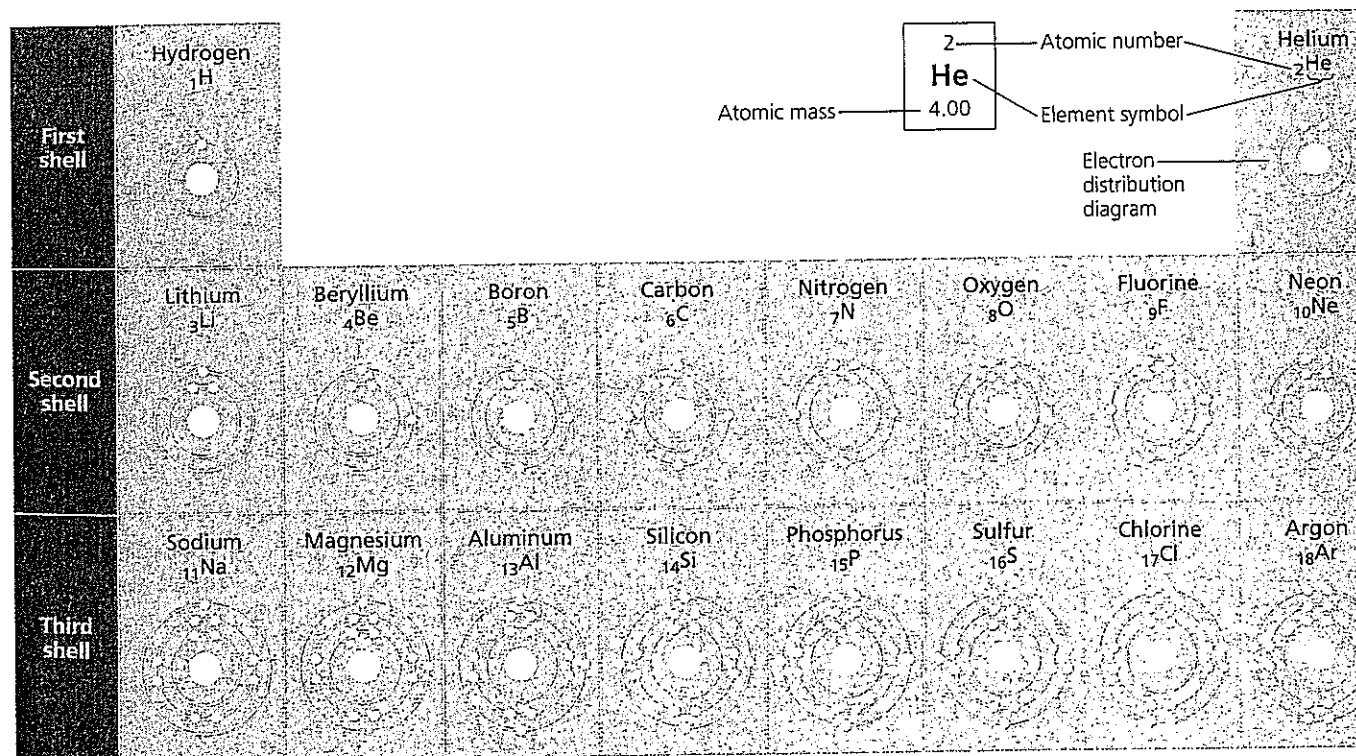 First
shell
Hydrogen
1H
2
He
4.00
Atomic number
Atomic mass
Element symbol
Electron
distribution
diagram
Helium
2He
Second
shell
Lithium
3Li
Beryllium
4Be
Boron
5B
Carbon
6C
Nitrogen
7N
Oxygen
8O
Fluorine
9F
Neon
10Ne
Third
shell
Sodium
11Na
Magnesium
12Mg
Aluminum
13Al
Silicon
14Si
Phosphorus
15P
Sulfur
16S
Chlorine
17Cl
Argon
18Ar